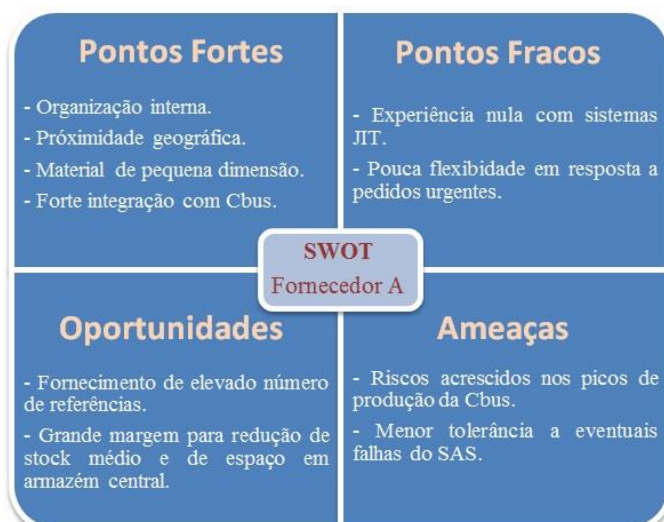 Pontos Fortes
- Organização interna.
- Próximidade geográfica.
- Material de pequena dimensão.
- Forte integração com Cbus.
Pontos Fracos
- Experiência nula com sistemas
JIT.
- Pouca flexibidade em resposta a
pedidos urgentes.
SWOT
Fornecedor A
Oportunidades
- Fornecimento de elevado número
de referências.
- Grande margem para redução de
stock médio e de espaço em
armazém central.
Ameaças
- Riscos acrescidos nos picos de
produção da Cbus.
- Menor tolerância a eventuais
falhas do SAS.